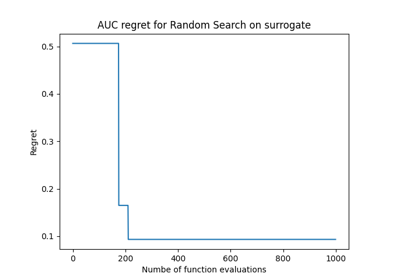 AUC regret for Random Search on surrogate
0.5
0.4
0.3
0.2
0.1
Regret
0 200 400 600 800 1000
Numbe of function evaluations